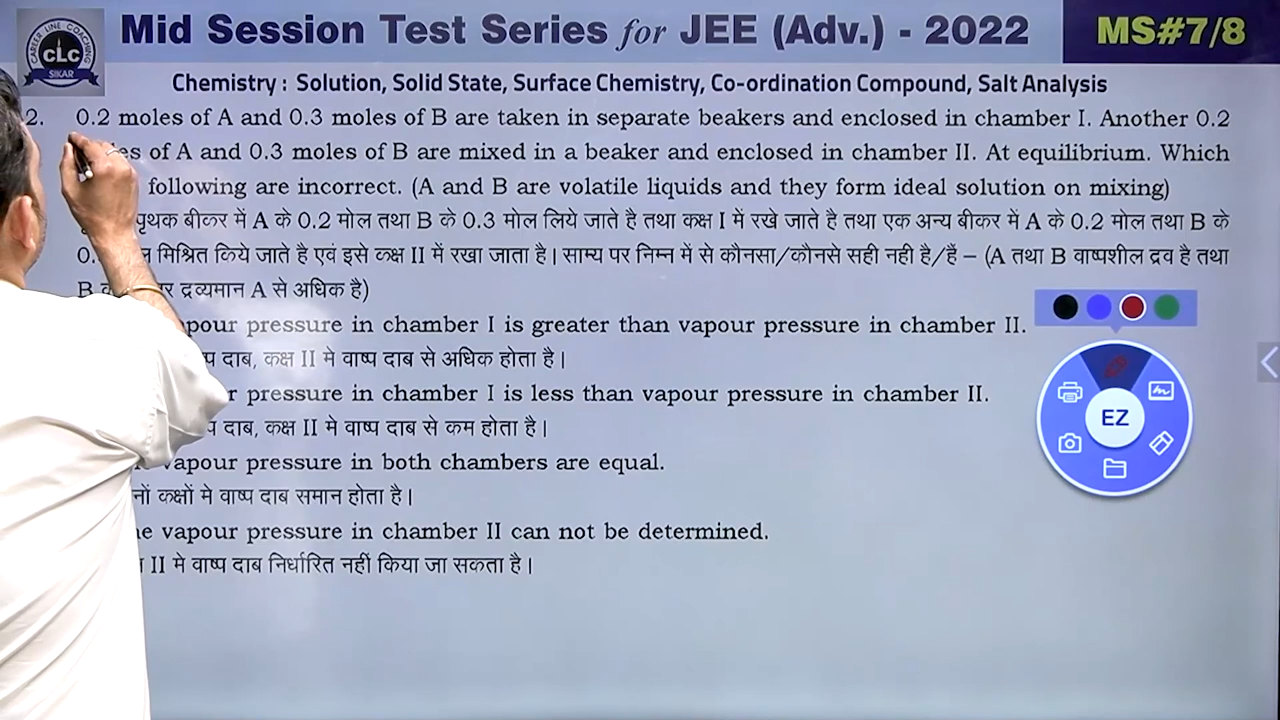 CAREER LINE COACHING
CLC
SIKAR
Mid Session Test Series for JEE (Adv.) - 2022
MS#7/8
Chemistry : Solution, Solid State, Surface Chemistry, Co-ordination Compound, Salt Analysis
2. 0.2 moles of A and 0.3 moles of B are taken in separate beakers and enclosed in chamber I. Another 0.2
of A and 0.3 moles of B are mixed in a beaker and enclosed in chamber II. At equilibrium. Which
following are incorrect. (A and B are volatile liquids and they form ideal solution on mixing)
पृथक बीकर में A के 0.2 मोल तथा B के 0.3 मोल लिये जाते है तथा कक्ष I में रखे जाते है तथा एक अन्य बीकर में A के 0.2 मोल तथा B के
मिश्रित किये जाते है एवं इसे कक्ष II में रखा जाता है। साम्य पर निम्न में से कौनसा/कौनसे सही नही है/हैं – (A तथा B वाष्पशील द्रव है तथा
B द्रव्यमान A से अधिक है)
pressure in chamber I is greater than vapour pressure in chamber II.
दाब, कक्ष II मे वाष्प दाब से अधिक होता है।
pressure in chamber I is less than vapour pressure in chamber II.
दाब, कक्ष II मे वाष्प दाब से कम होता है।
vapour pressure in both chambers are equal.
कक्षों मे वाष्प दाब समान होता है।
vapour pressure in chamber II can not be determined.
II मे वाष्प दाब निर्धारित नहीं किया जा सकता है।
EZ